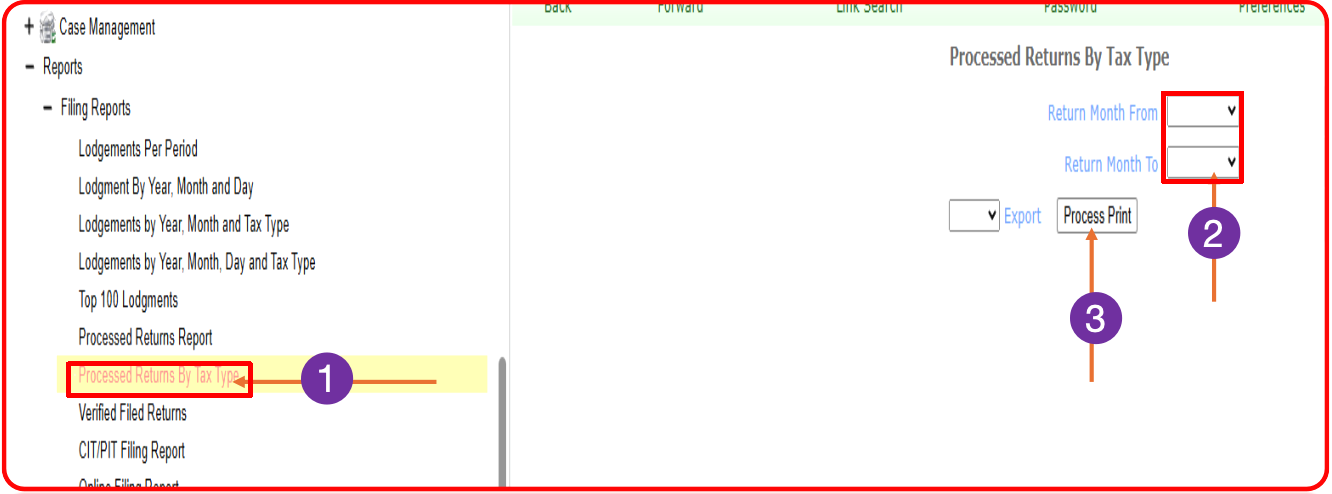 Case Management
Reports
Filing Reports
Lodgements Per Period
Lodgment By Year, Month and Day
Lodgements by Year, Month and Tax Type
Lodgements by Year, Month, Day and Tax Type
Top 100 Lodgments
Processed Returns Report
Processed Returns By Tax Type
1
Verified Filed Returns
CIT/PIT Filing Report
Online Filing Report
Back Forward Link Search Password Preferences
Processed Returns By Tax Type
Return Month From
Return Month To
Export Process Print
2
3